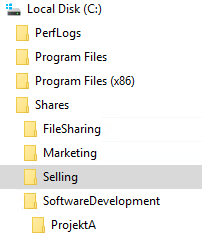 Local Disk (C:)
PerfLogs
Program Files
Program Files (x86)
Shares
FileSharing
Marketing
Selling
SoftwareDevelopment
ProjektA